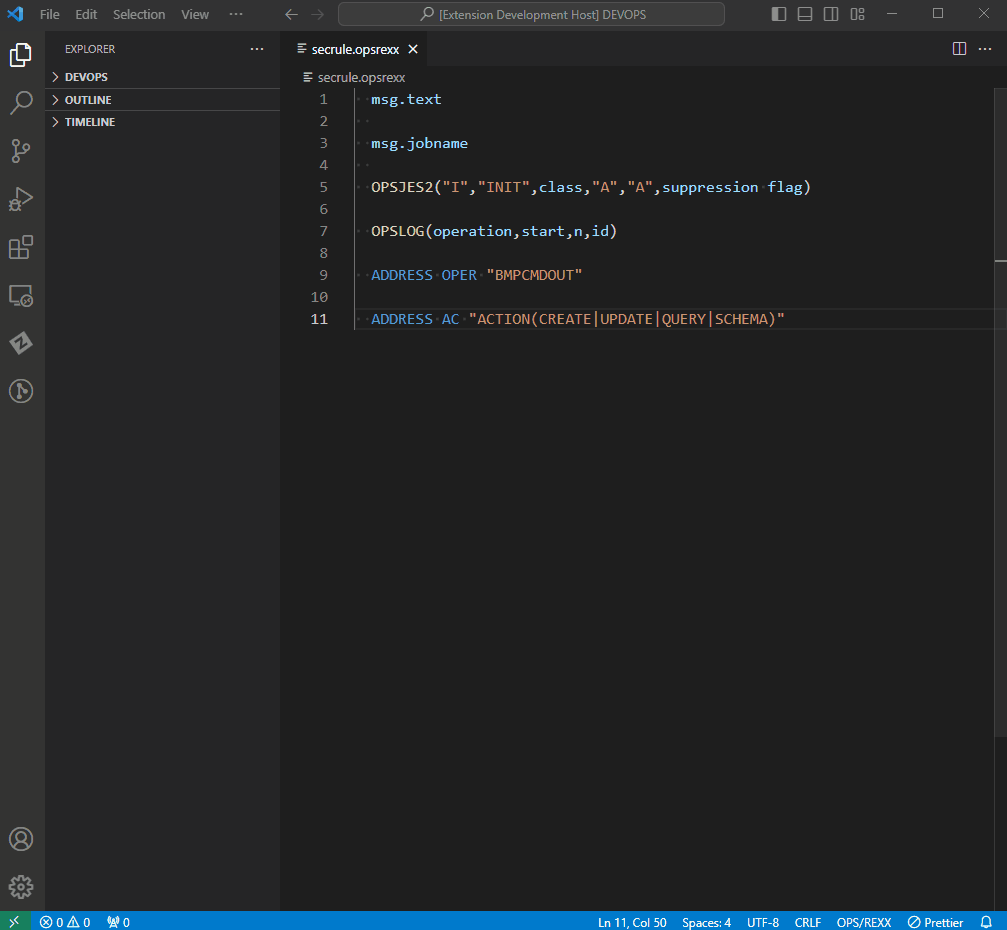 File Edit Selection View ··· [Extension Development Host] DEVOPS
EXPLORER ···
DEVOPS
OUTLINE
TIMELINE
secrule.opsrexx
secrule.opsrexx
1 msg.text
2
3 msg.jobname
4
5 OPSJES2("I","INIT",class,"A","A",suppression flag)
6
7 OPSLOG(operation,start,n,id)
8
9 ADDRESS OPER "BMPCMDOUT"
10
11 ADDRESS AC "ACTION(CREATE|UPDATE|QUERY|SCHEMA)"
0 0 0 Ln 11, Col 50 Spaces: 4 UTF-8 CRLF OPS/REXX Prettier